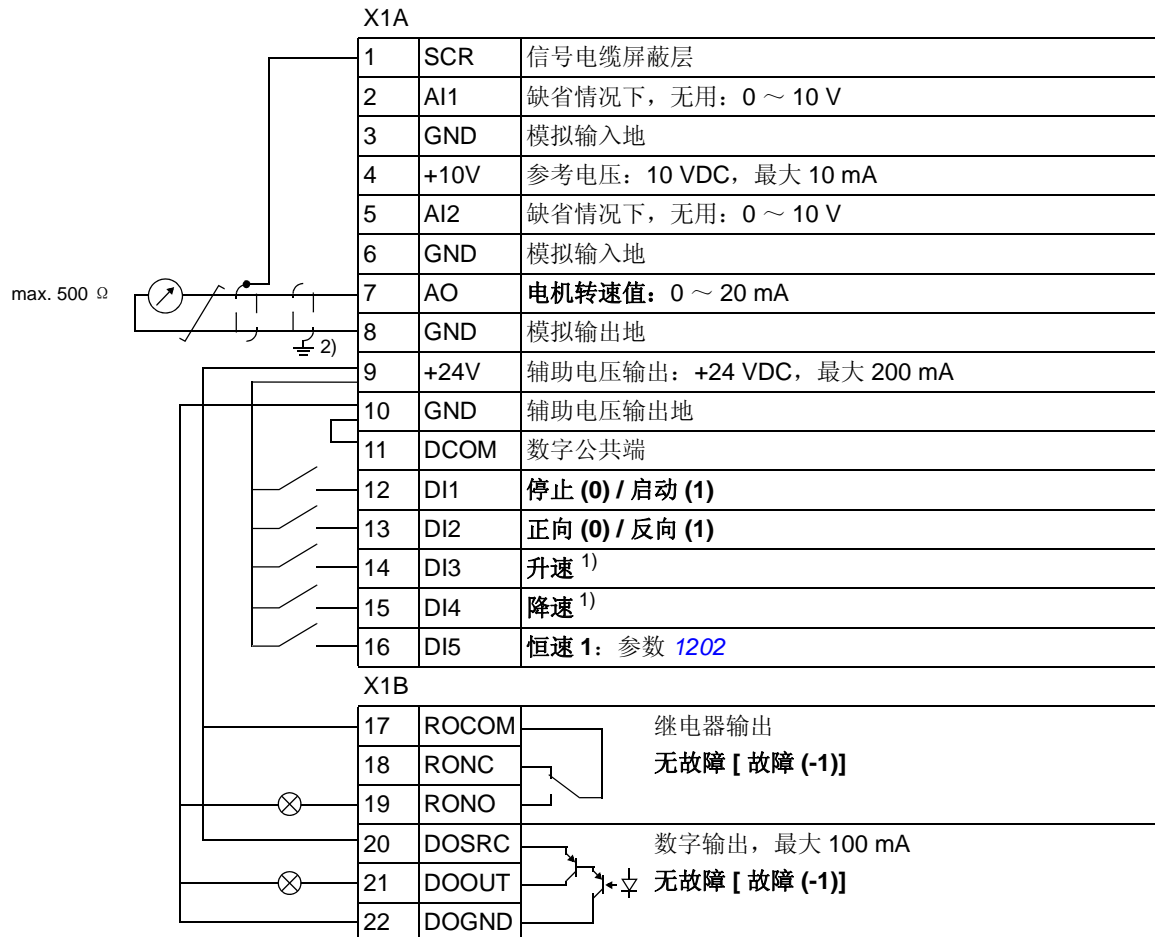 X1A
1 SCR 信号电缆屏蔽层
2 AI1 缺省情况下，无用：0 ～ 10 V
3 GND 模拟输入地
4 +10V 参考电压：10 VDC，最大 10 mA
5 AI2 缺省情况下，无用：0 ～ 10 V
6 GND 模拟输入地
max. 500 Ω
7 AO 电机转速值：0 ～ 20 mA
8 GND 模拟输出地
2)
9 +24V 辅助电压输出：+24 VDC，最大 200 mA
10 GND 辅助电压输出地
11 DCOM 数字公共端
12 DI1 停止 (0) / 启动 (1)
13 DI2 正向 (0) / 反向 (1)
14 DI3 升速 1)
15 DI4 降速 1)
16 DI5 恒速 1：参数 1202
X1B
17 ROCOM 继电器输出
18 RONC 无故障 [ 故障 (-1)]
19 RONO
20 DOSRC 数字输出，最大 100 mA
21 DOOUT 无故障 [ 故障 (-1)]
22 DOGND